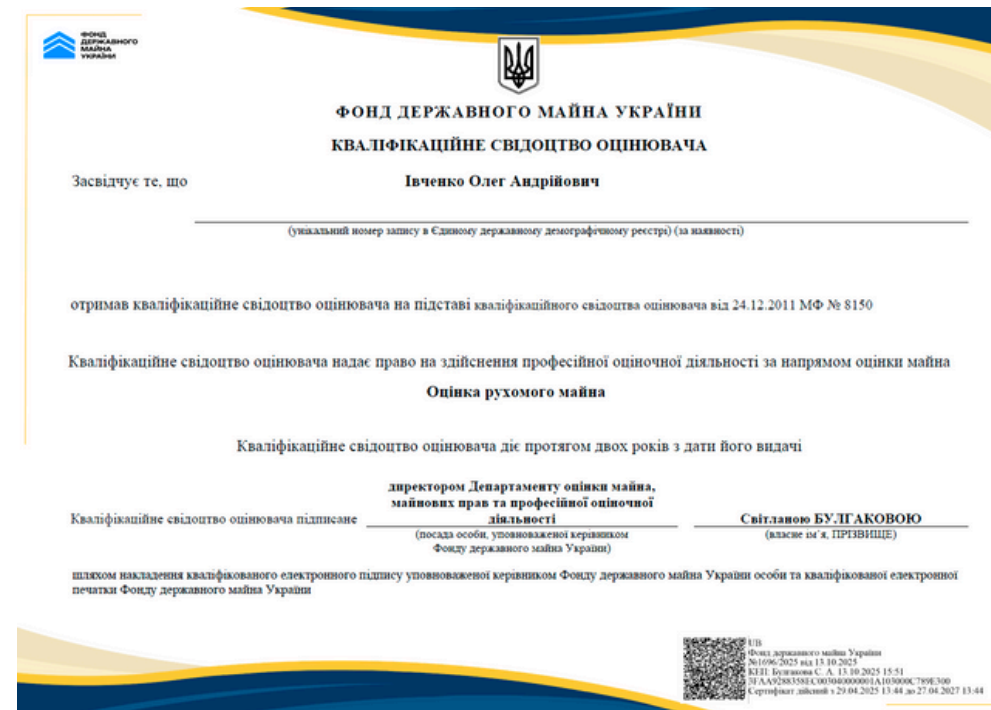 ФОНД
ДЕРЖАВНОГО
МАЙНА
УКРАЇНИ
ФОНД ДЕРЖАВНОГО МАЙНА УКРАЇНИ
КВАЛІФІКАЦІЙНЕ СВІДОЦТВО ОЦІНЮВАЧА
Засвідчує те, що Івченко Олег Андрійович
(унікальний номер запису в Єдиному державному демографічному реєстрі) (за наявності)
отримав кваліфікаційне свідоцтво оцінювача на підставі кваліфікаційного свідоцтва оцінювача від 24.12.2011 МФ № 8150
Кваліфікаційне свідоцтво оцінювача надає право на здійснення професійної оціночної діяльності за напрямом оцінки майна
Оцінка рухомого майна
Кваліфікаційне свідоцтво оцінювача діє протягом двох років з дати його видачі
директором Департаменту оцінки майна,
майнових прав та професійної оціночної
Кваліфікаційне свідоцтво оцінювача підписане діяльності Світланою БУЛГАКОВОЮ
(посада особи, уповноваженої керівником (власне ім’я, ПРІЗВИЩЕ)
Фонду державного майна України)
шляхом накладення кваліфікованого електронного підпису уповноваженої керівником Фонду державного майна України особи та кваліфікованої електронної
печатки Фонду державного майна України
UB
Фонд державного майна України
№1696/2025 від 13.10.2025
КЕП: Булгакова С. А. 13.10.2025 15:51
Сертифікат дійсний з 29.04.2025 13:44 до 27.04.2027 13:44